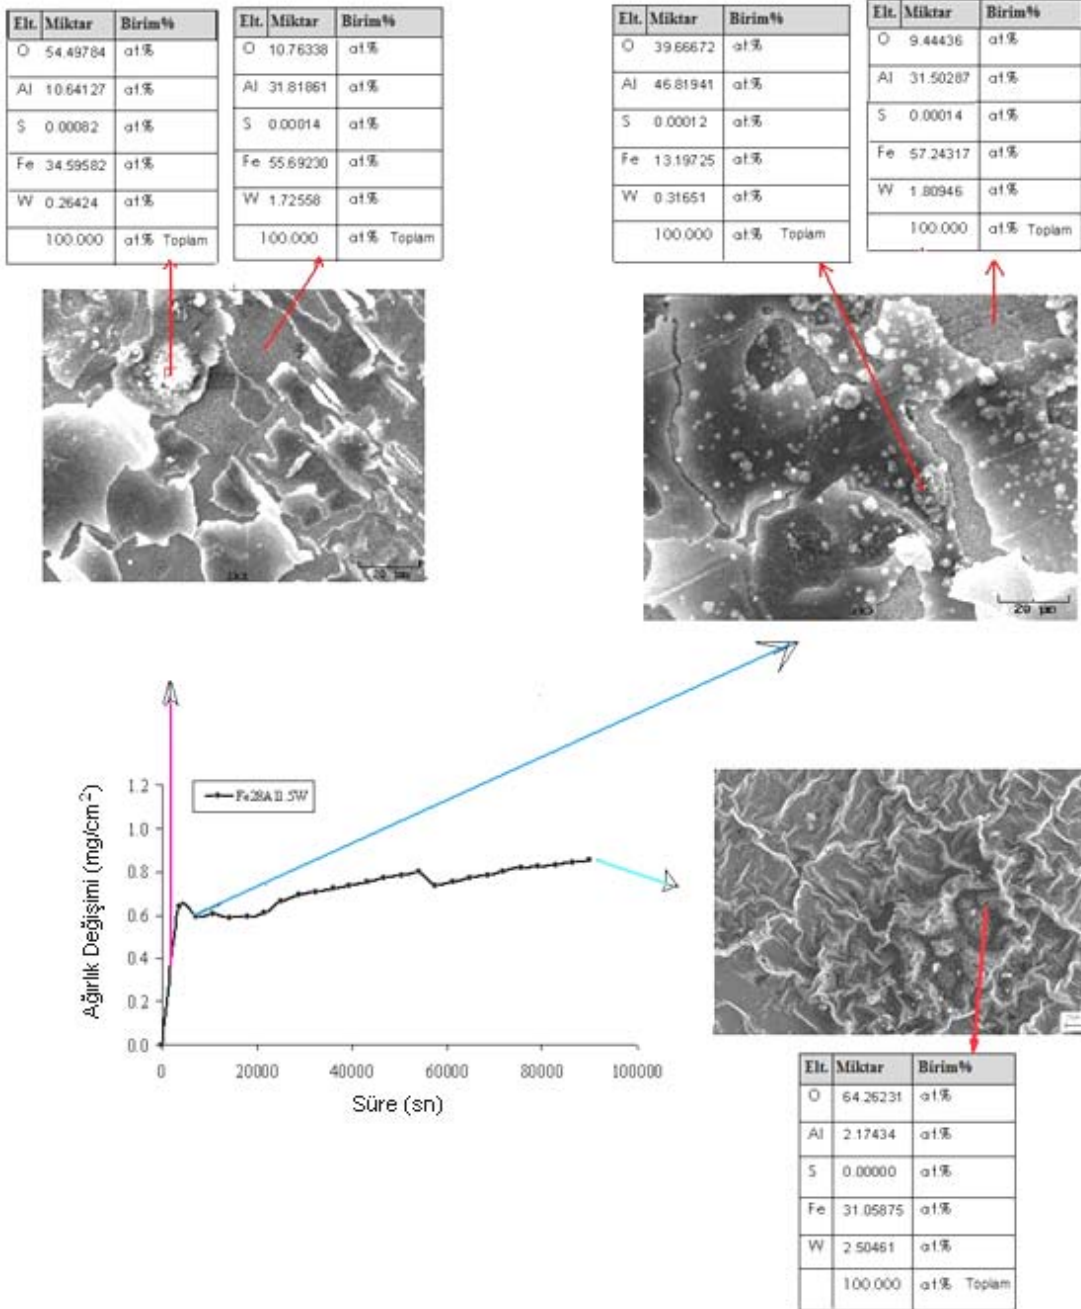 Elt. Miktar Birim%
O 54.49784 at%
Al 10.64127 at%
S 0.00082 at%
Fe 34.59582 at%
W 0.26424 at%
100.000 at% Toplam
Elt. Miktar Birim%
O 10.76338 at%
Al 31.81861 at%
S 0.00014 at%
Fe 55.69230 at%
W 1.72558 at%
100.000 at% Toplam
Elt. Miktar Birim%
O 39.66672 at%
Al 46.81941 at%
S 0.00012 at%
Fe 13.19725 at%
W 0.31651 at%
100.000 at% Toplam
Elt. Miktar Birim%
O 9.44436 at%
Al 31.50287 at%
S 0.00014 at%
Fe 57.24317 at%
W 1.80946 at%
100.000 at% Toplam
20 µm
20 µm
Ağırlık Değişimi (mg/cm⁻²)
1.2
1.0
0.8
0.6
0.4
0.2
0.0
0 20000 40000 60000 80000 100000
Süre (sn)
Elt. Miktar Birim%
O 64.26231 at%
Al 2.17434 at%
S 0.00000 at%
Fe 31.05875 at%
W 2.50461 at%
100.000 at% Toplam